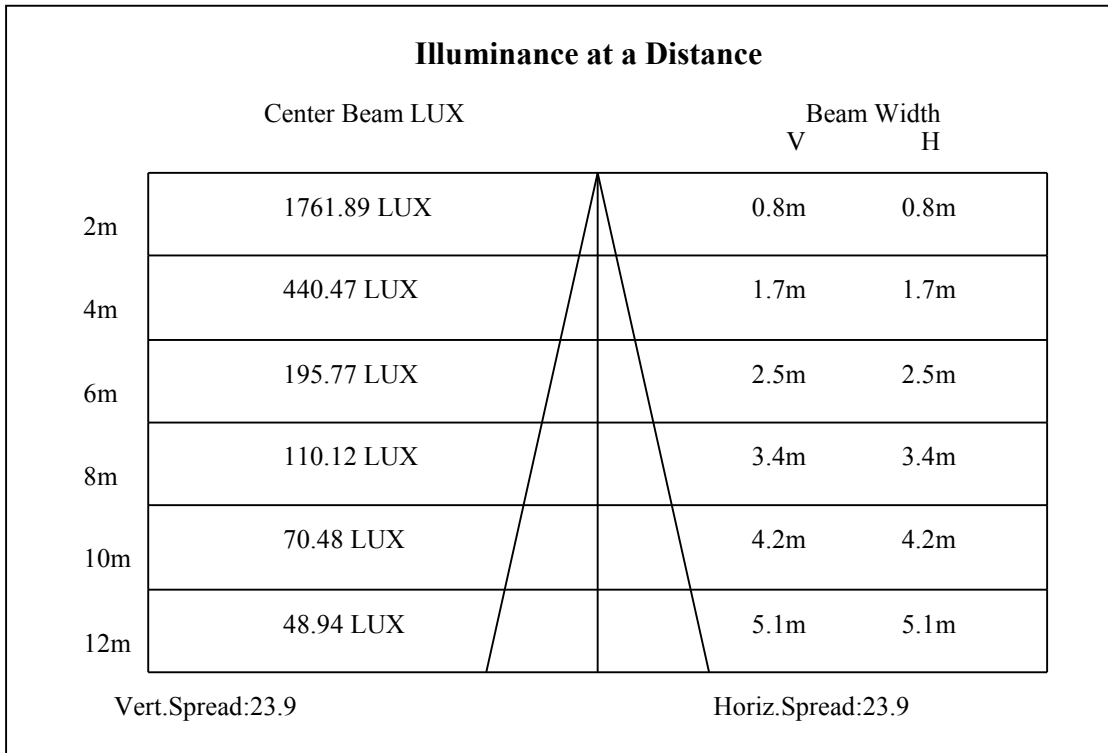 Illuminance at a Distance
Center Beam LUX Beam Width
V H
2m 1761.89 LUX 0.8m 0.8m
4m 440.47 LUX 1.7m 1.7m
6m 195.77 LUX 2.5m 2.5m
8m 110.12 LUX 3.4m 3.4m
10m 70.48 LUX 4.2m 4.2m
12m 48.94 LUX 5.1m 5.1m
Vert.Spread:23.9 Horiz.Spread:23.9